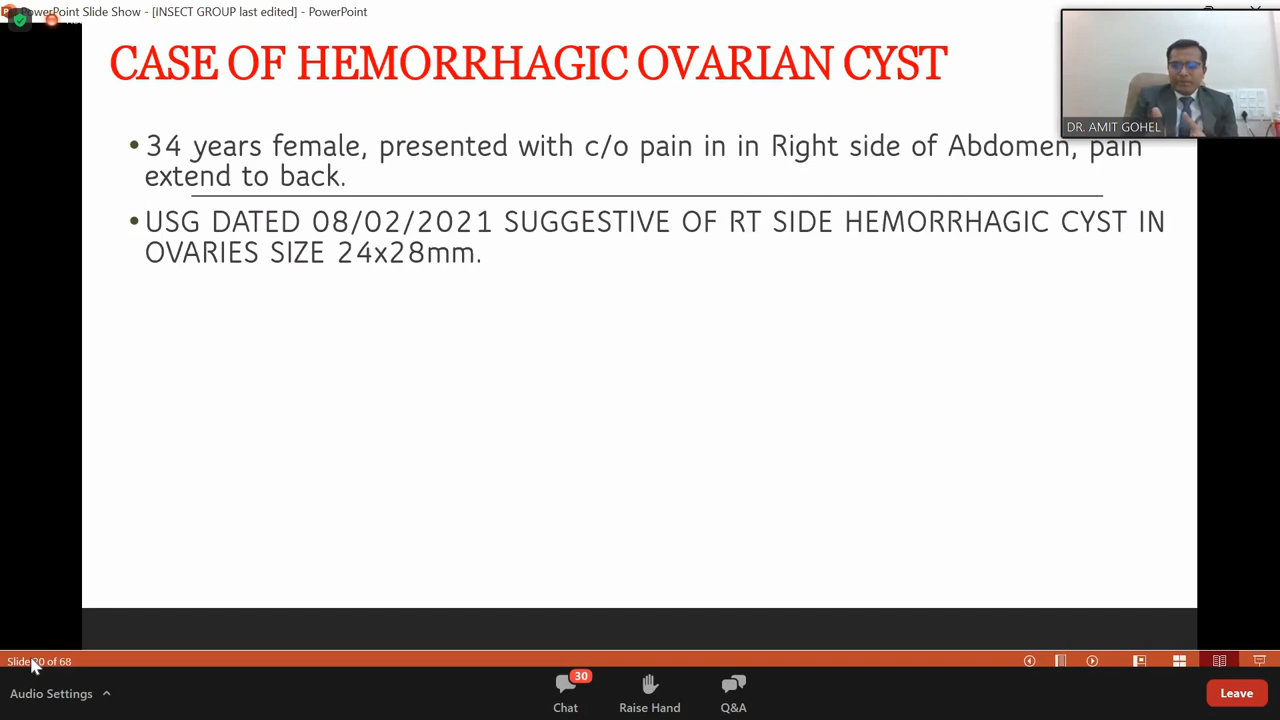 PowerPoint Slide Show - [INSECT GROUP last edited] - PowerPoint
CASE OF HEMORRHAGIC OVARIAN CYST
DR. AMIT GOHEL
• 34 years female, presented with c/o pain in in Right side of Abdomen, pain
extend to back.
• USG DATED 08/02/2021 SUGGESTIVE OF RT SIDE HEMORRHAGIC CYST IN
OVARIES SIZE 24x28mm.
Slide 20 of 68
Audio Settings
30
Chat
Raise Hand
Q&A
Leave